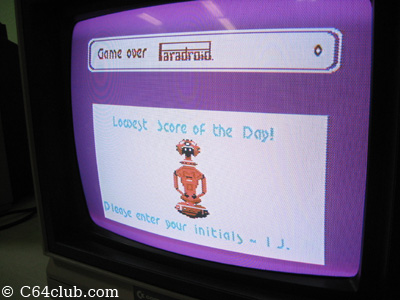 Game over Paradroid. 0
Lowest Score of the Day!
Please enter your initials - I J.
© C64club.com